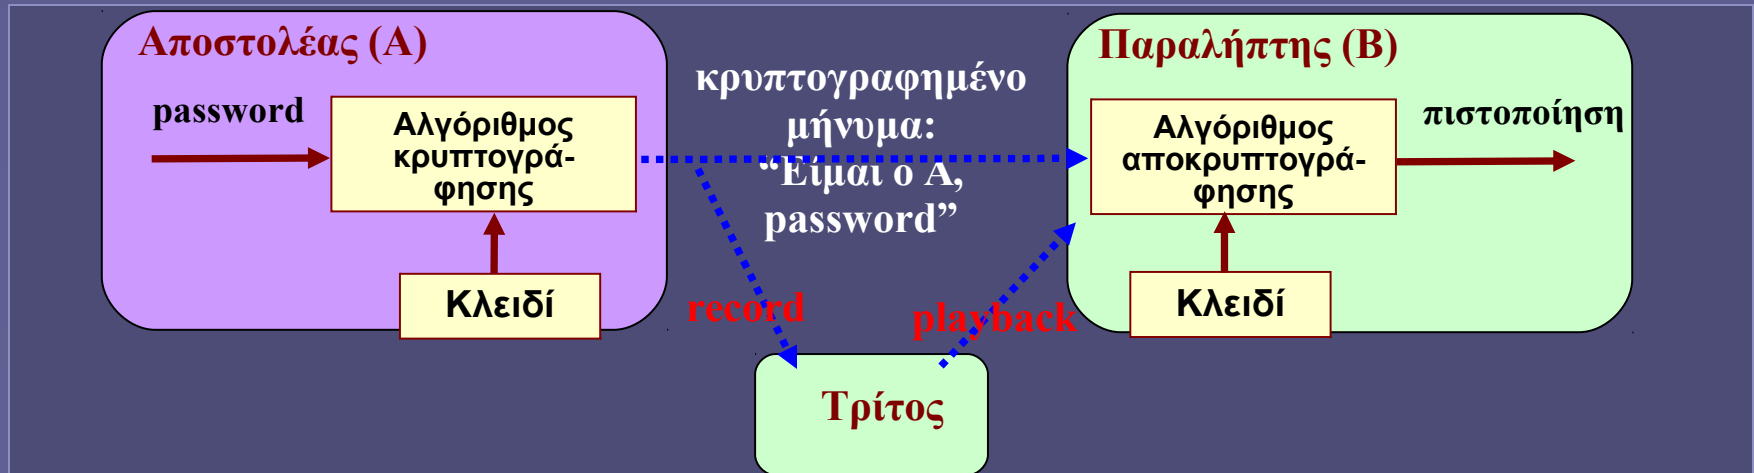 Αποστολέας (Α)
password
Αλγόριθμος
κρυπτογρά-
φησης
Κλειδί
κρυπτογραφημένο
μήνυμα:
“Είμαι ο Α,
password”
record
playback
Τρίτος
Παραλήπτης (Β)
Αλγόριθμος
αποκρυπτογρά-
φησης
Κλειδί
πιστοποίηση